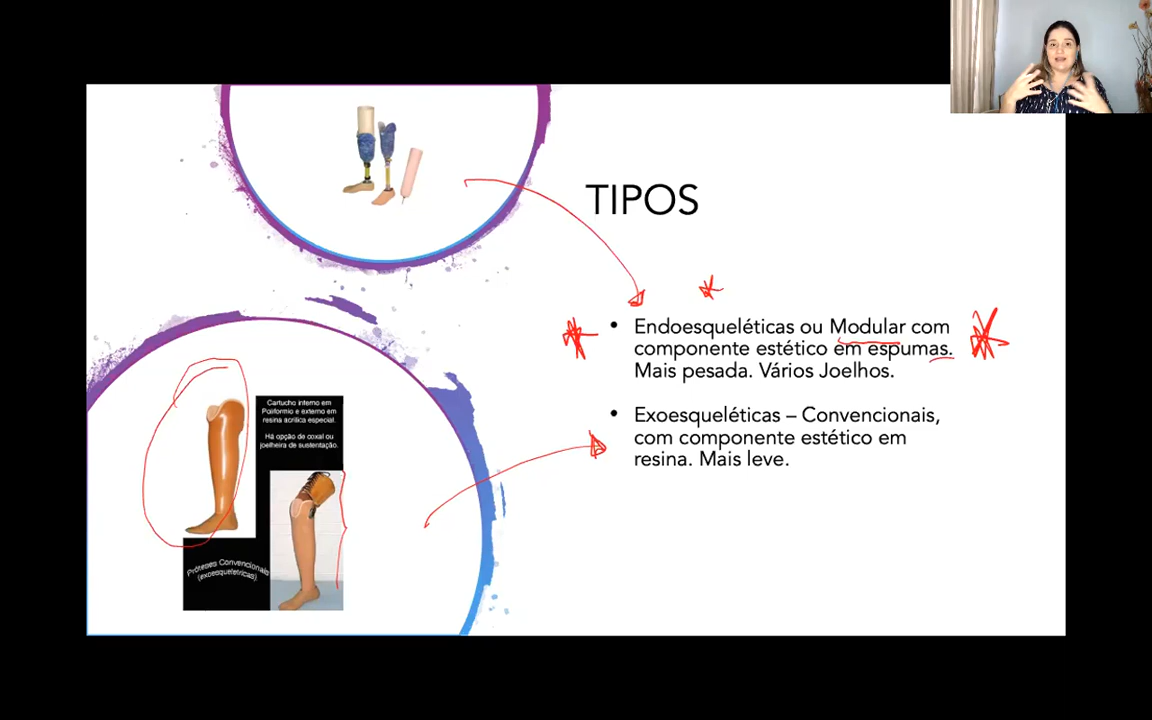 TIPOS
• Endoesqueléticas ou Modular com
componente estético em espumas.
Mais pesada. Vários Joelhos.
• Exoesqueléticas – Convencionais,
com componente estético em
resina. Mais leve.
Cartucho interno em
Poliformio e externo em
resina acrílica especial.
Há opção de coxal ou
joelheira de sustentação.
Próteses Convencionais
(exoesqueletricas)